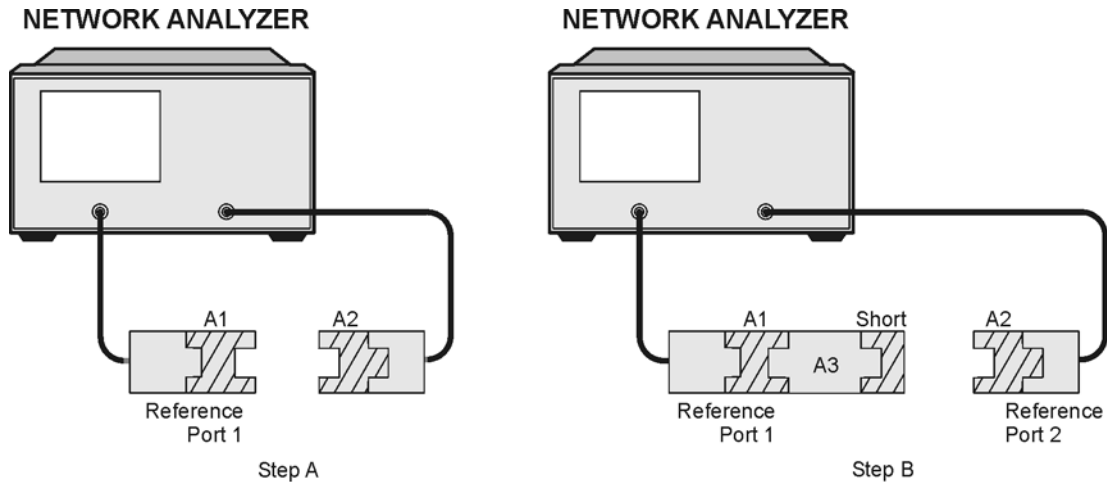 NETWORK ANALYZER
A1
A2
Reference
Port 1
Step A
NETWORK ANALYZER
A1
Short
A2
A3
Reference
Port 1
Reference
Port 2
Step B